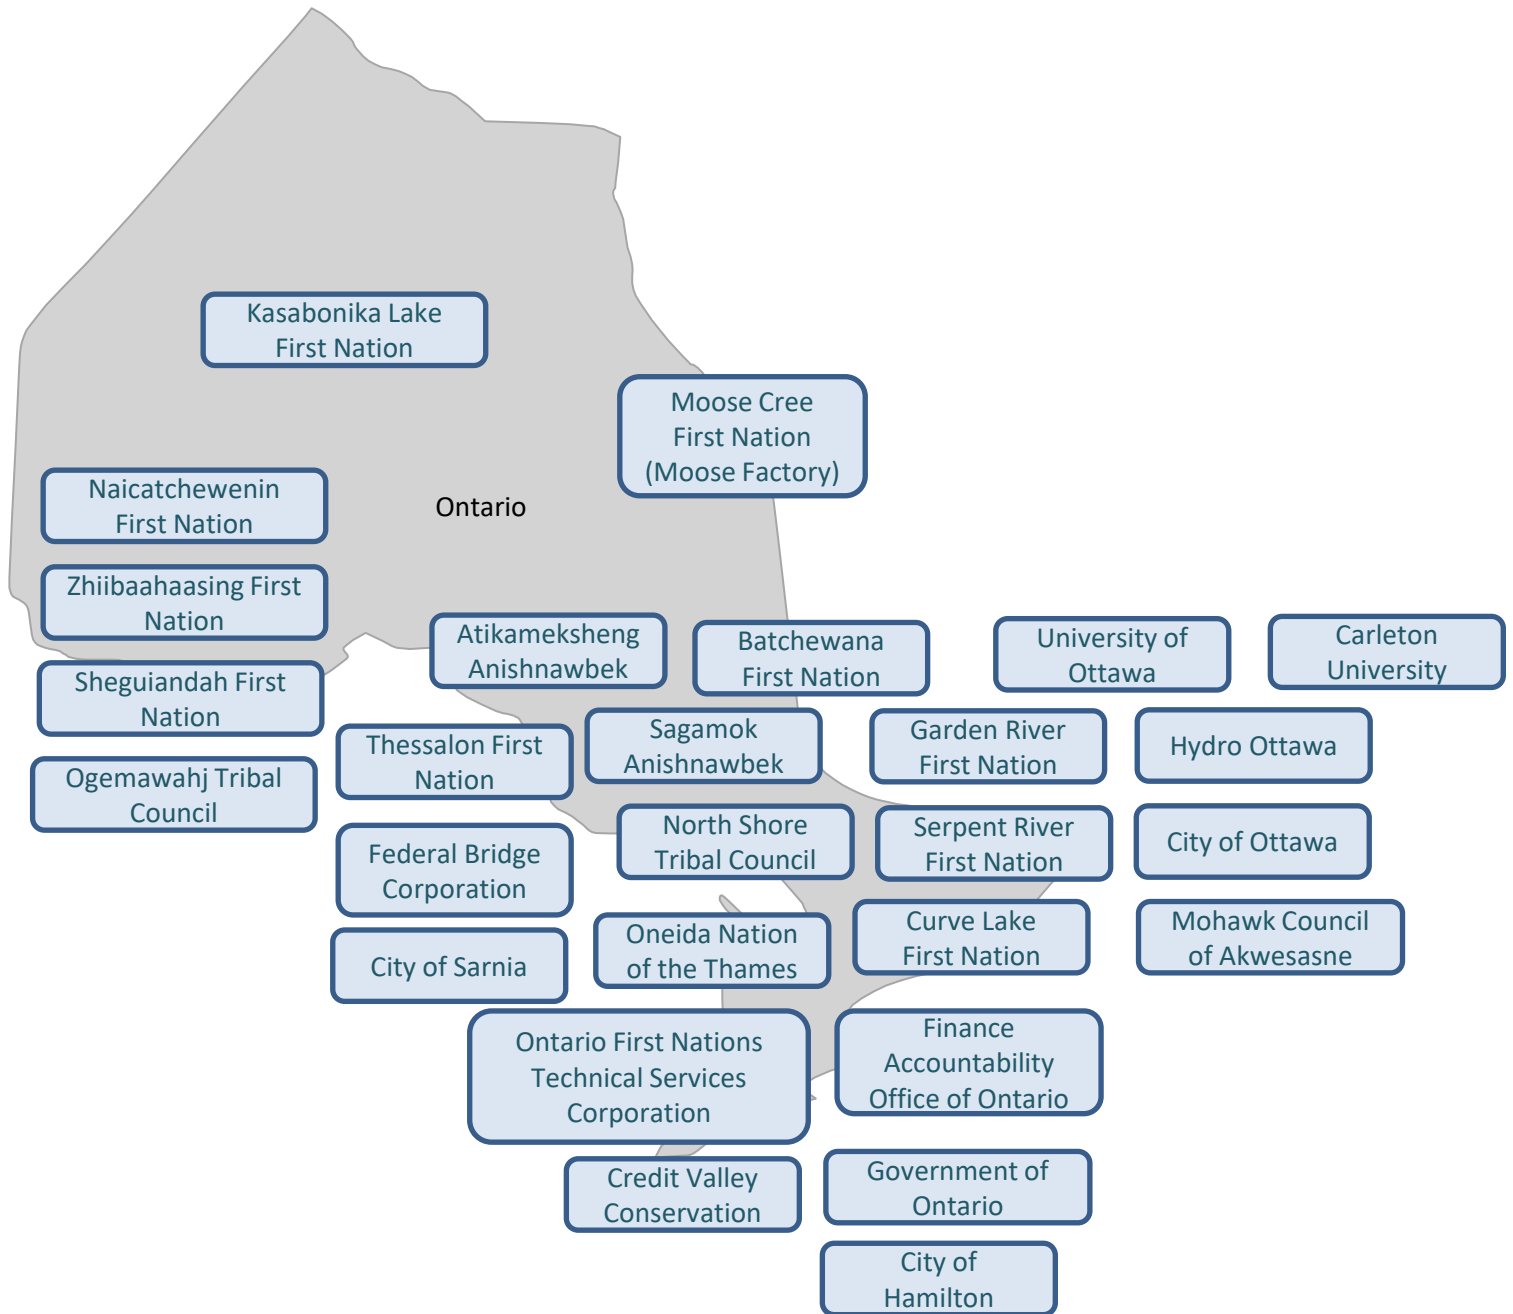 Kasabonika Lake
First Nation
Moose Cree
First Nation
(Moose Factory)
Naicatchewenin
First Nation
Ontario
Zhiibaahaasing First
Nation
Atikameksheng
Anishnawbek
Batchewana
First Nation
University of
Ottawa
Carleton
University
Sheguiandah First
Nation
Thessalon First
Nation
Sagamok
Anishnawbek
Garden River
First Nation
Hydro Ottawa
Ogemawahj Tribal
Council
Federal Bridge
Corporation
North Shore
Tribal Council
Serpent River
First Nation
City of Ottawa
City of Sarnia
Oneida Nation
of the Thames
Curve Lake
First Nation
Mohawk Council
of Akwesasne
Ontario First Nations
Technical Services
Corporation
Finance
Accountability
Office of Ontario
Credit Valley
Conservation
Government of
Ontario
City of
Hamilton